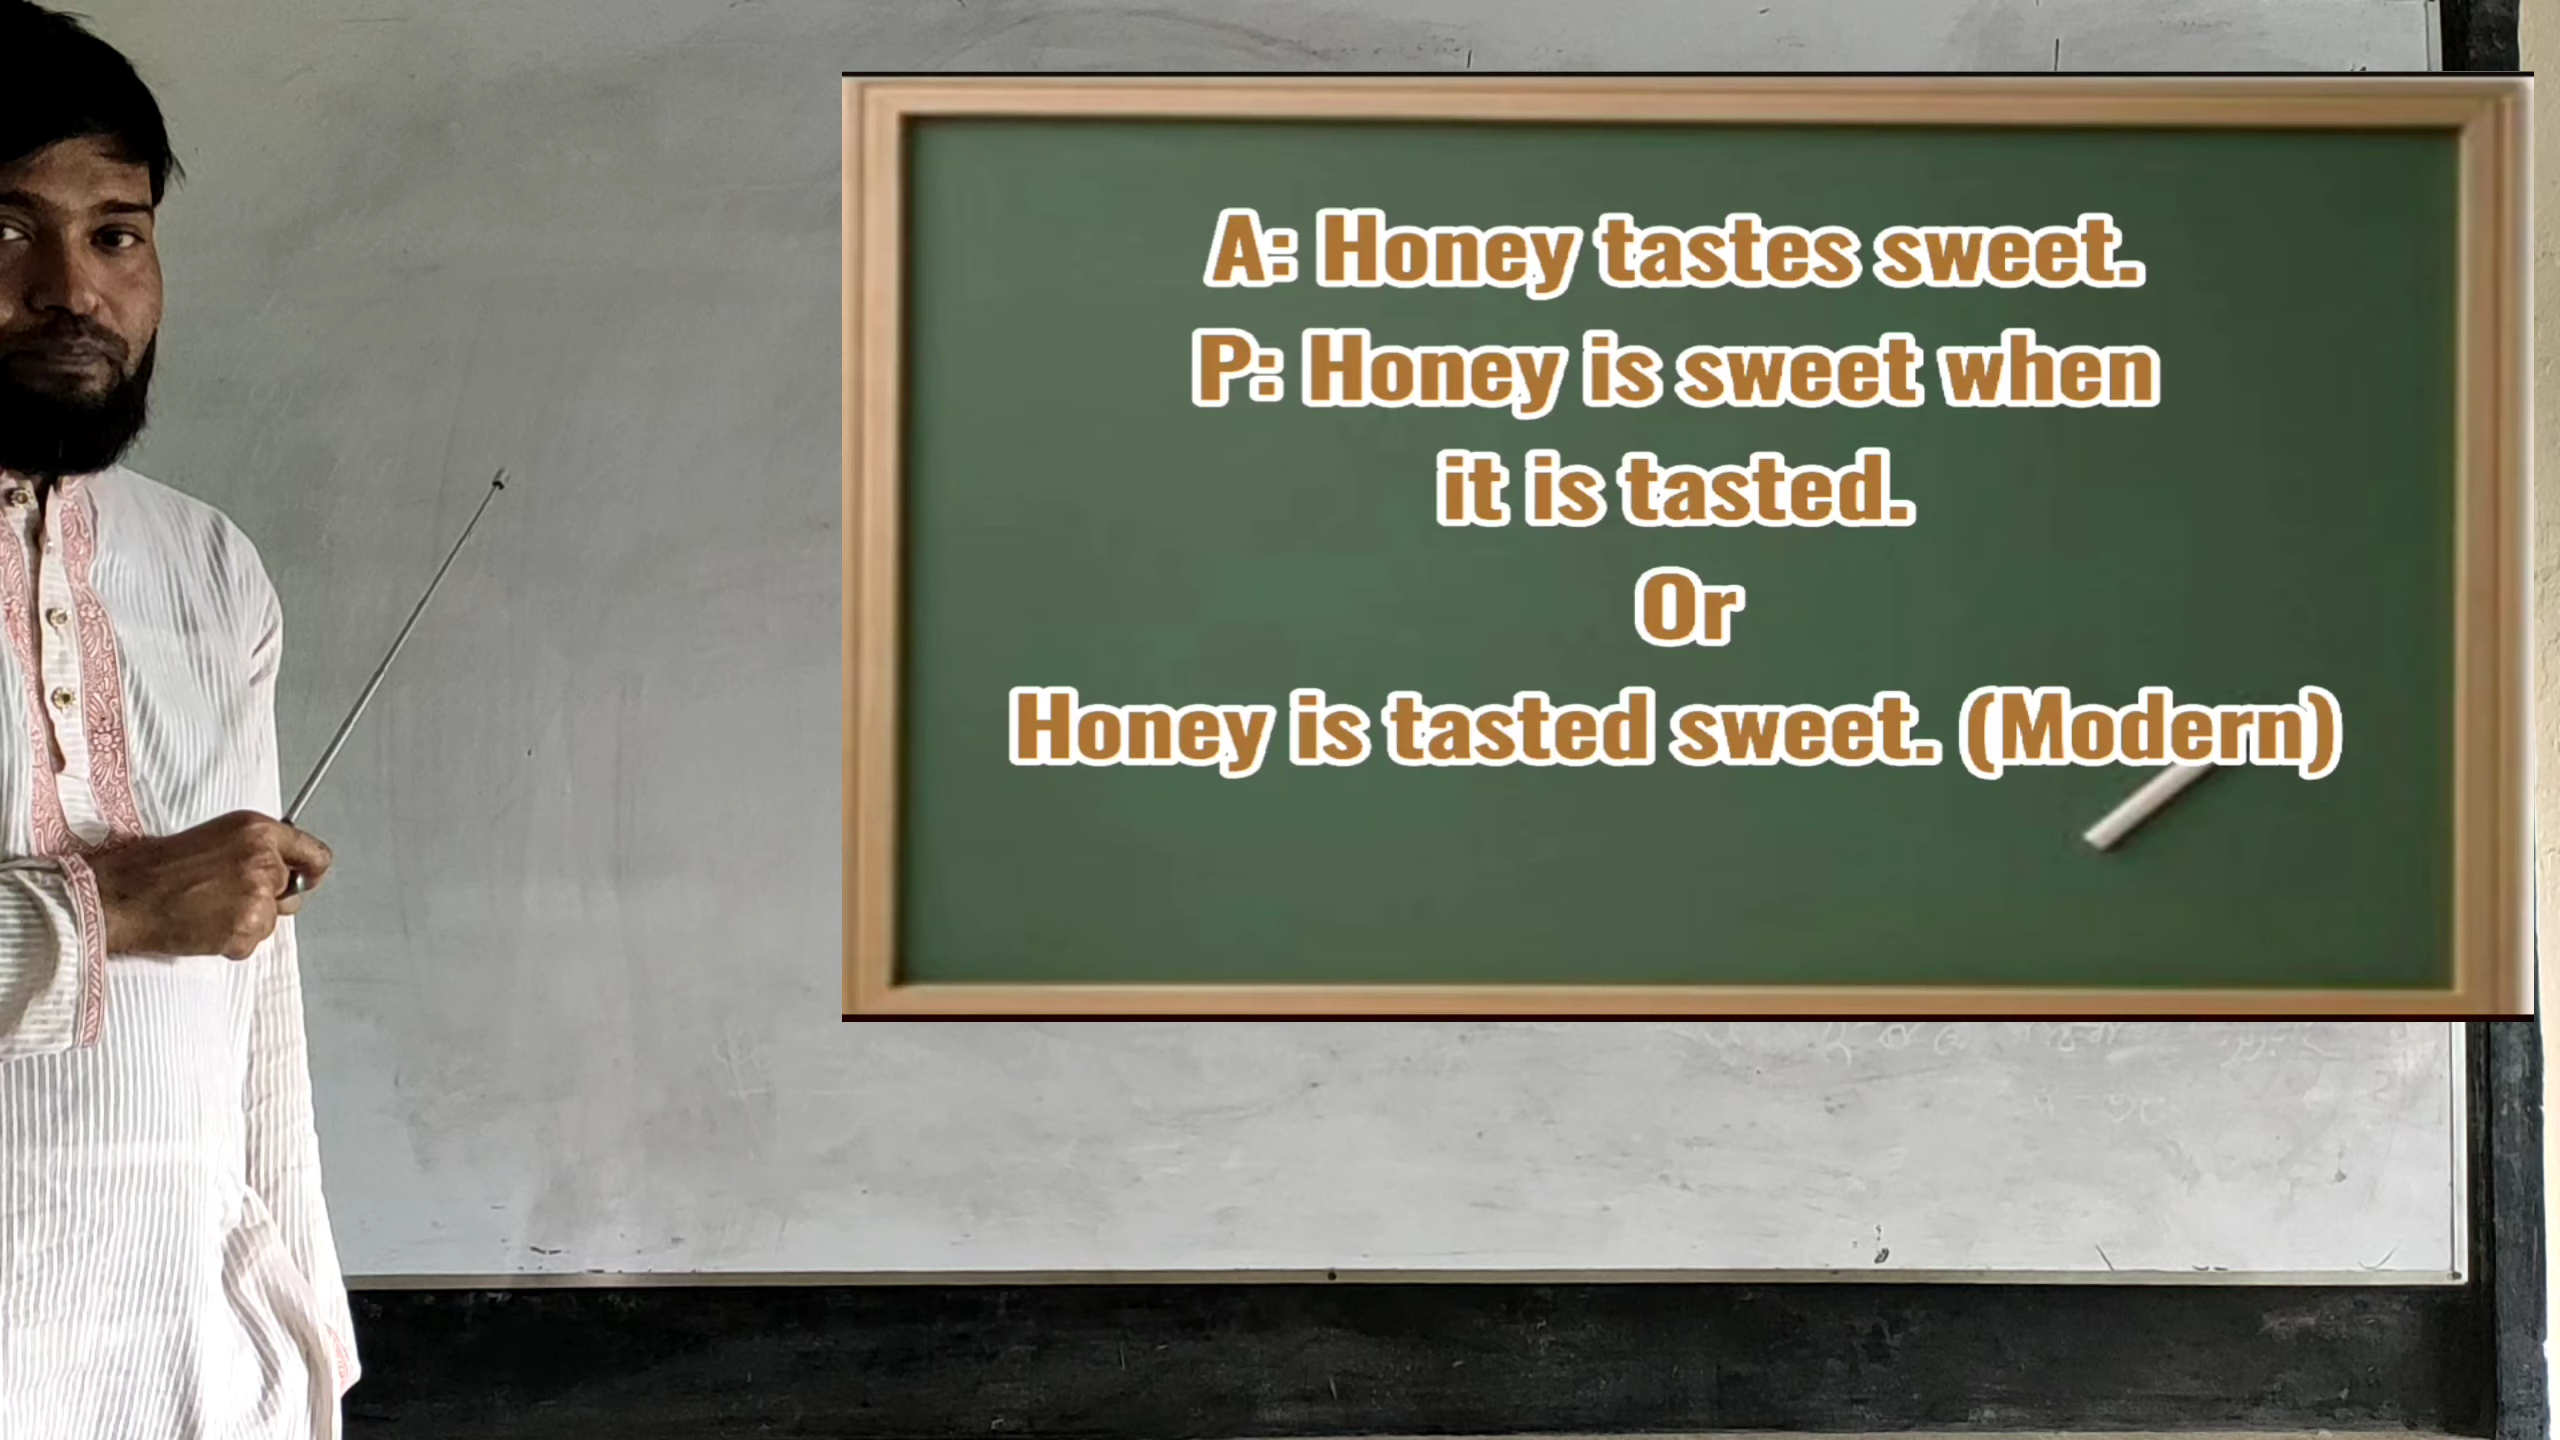 A: Honey tastes sweet.
P: Honey is sweet when
it is tasted.
Or
Honey is tasted sweet. (Modern)